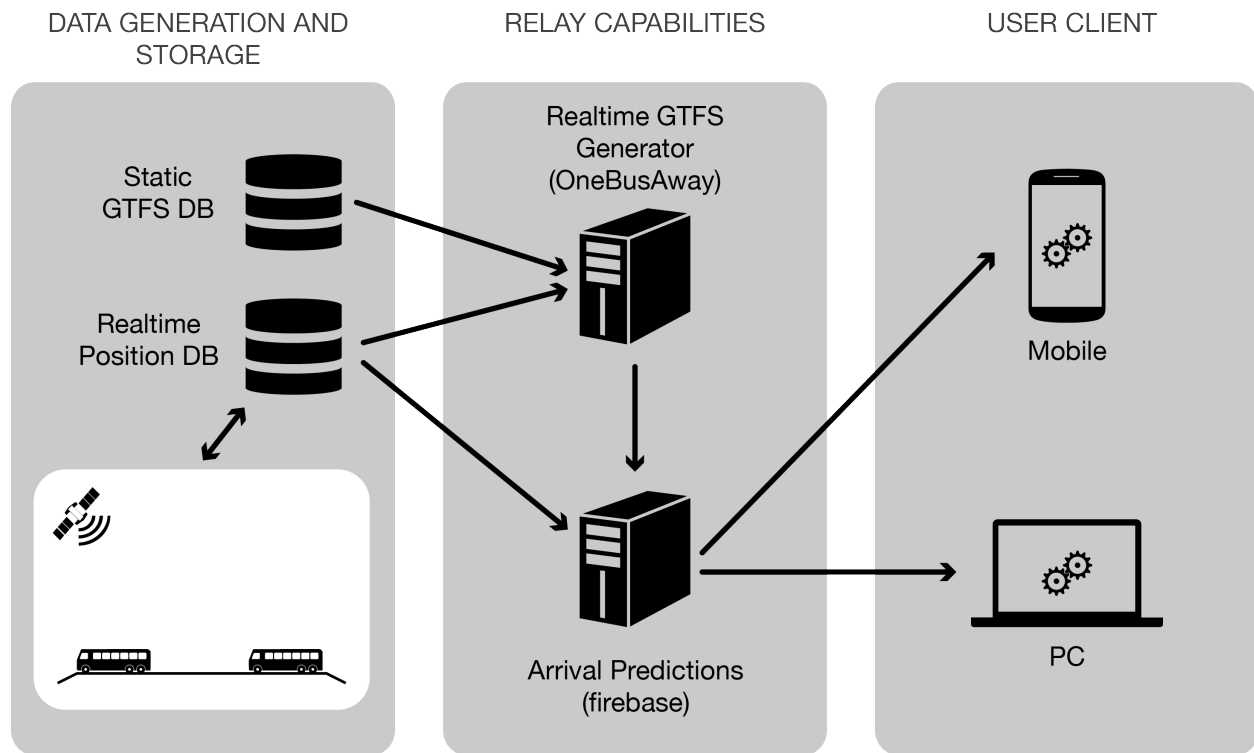 DATA GENERATION AND
STORAGE
RELAY CAPABILITIES
USER CLIENT
Static
GTFS DB
Realtime
Position DB
Realtime GTFS
Generator
(OneBusAway)
Arrival Predictions
(firebase)
Mobile
PC